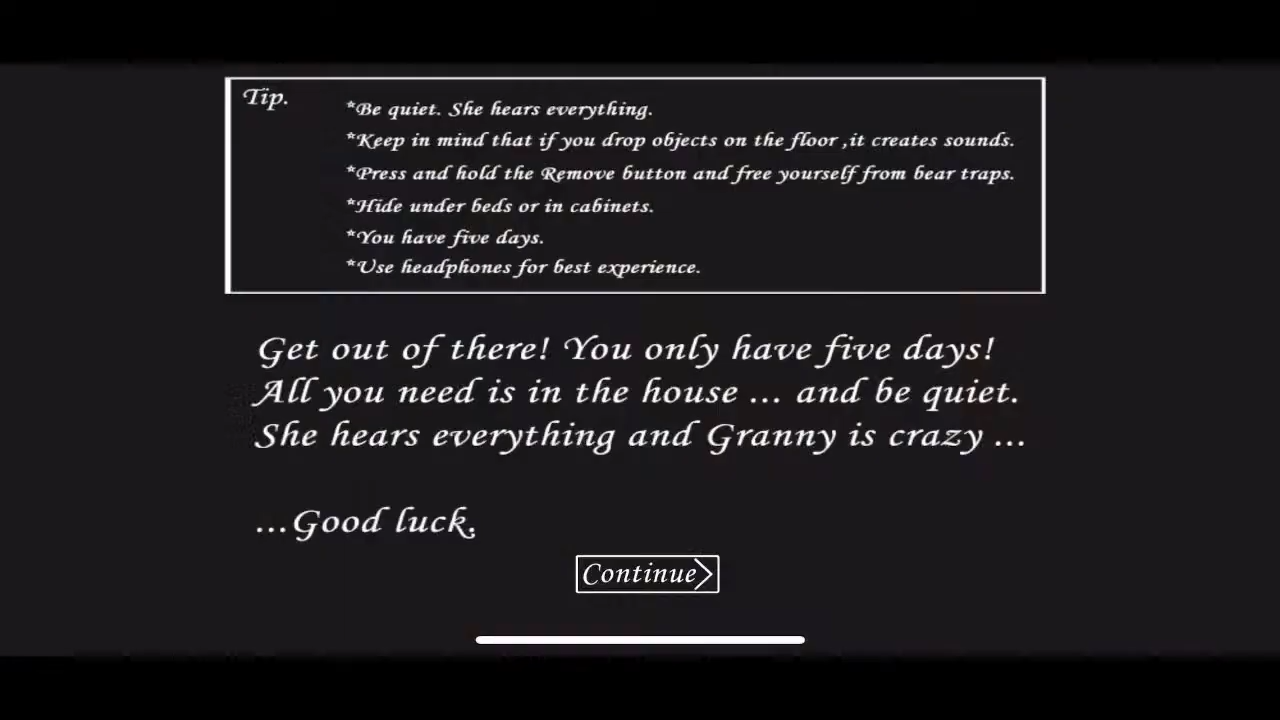 Tip.
*Be quiet. She hears everything.
*Keep in mind that if you drop objects on the floor ,it creates sounds.
*Press and hold the Remove button and free yourself from bear traps.
*Hide under beds or in cabinets.
*You have five days.
*Use headphones for best experience.
Get out of there! You only have five days!
All you need is in the house ... and be quiet.
She hears everything and Granny is crazy ...
...Good luck.
Continue>